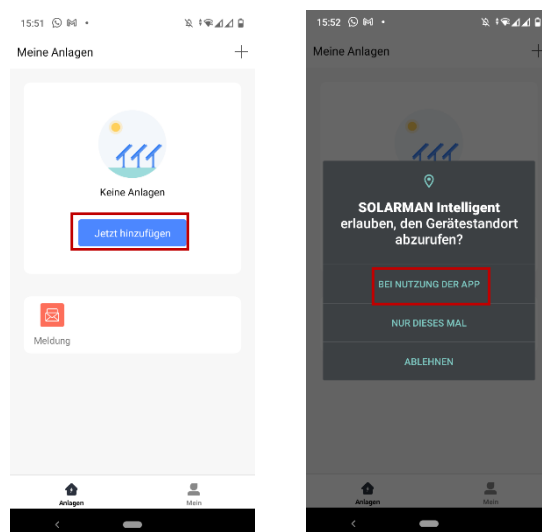 15:51
Meine Anlagen
Keine Anlagen
Jetzt hinzufügen
Meldung
Anlagen
Mein
15:52
Meine Anlagen
SOLARMAN Intelligent
erlauben, den Gerätestandort
abzurufen?
BEI NUTZUNG DER APP
NUR DIESES MAL
ABLEHNEN
Anlagen
Mein